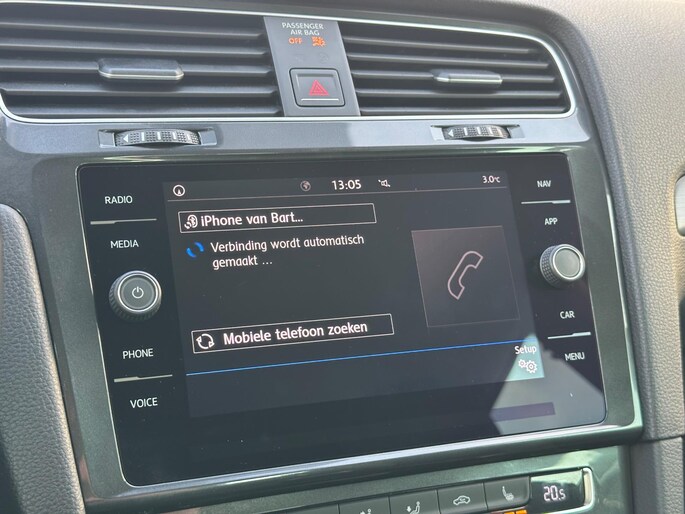 PASSENGER
AIR BAG
OFF
RADIO
MEDIA
PHONE
VOICE
13:05
3.0°C
iPhone van Bart...
Verbinding wordt automatisch
gemaakt ...
Mobiele telefoon zoeken
Setup
NAV
APP
CAR
MENU
20.5